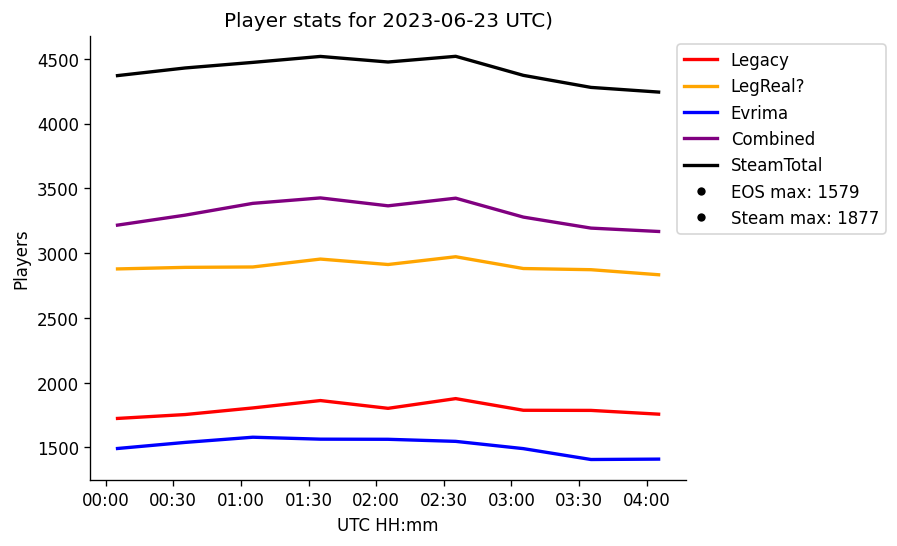 Player stats for 2023-06-23 UTC)
Players
4500
4000
3500
3000
2500
2000
1500
00:00 00:30 01:00 01:30 02:00 02:30 03:00 03:30 04:00
UTC HH:mm
Legacy
LegReal?
Evrima
Combined
SteamTotal
EOS max: 1579
Steam max: 1877